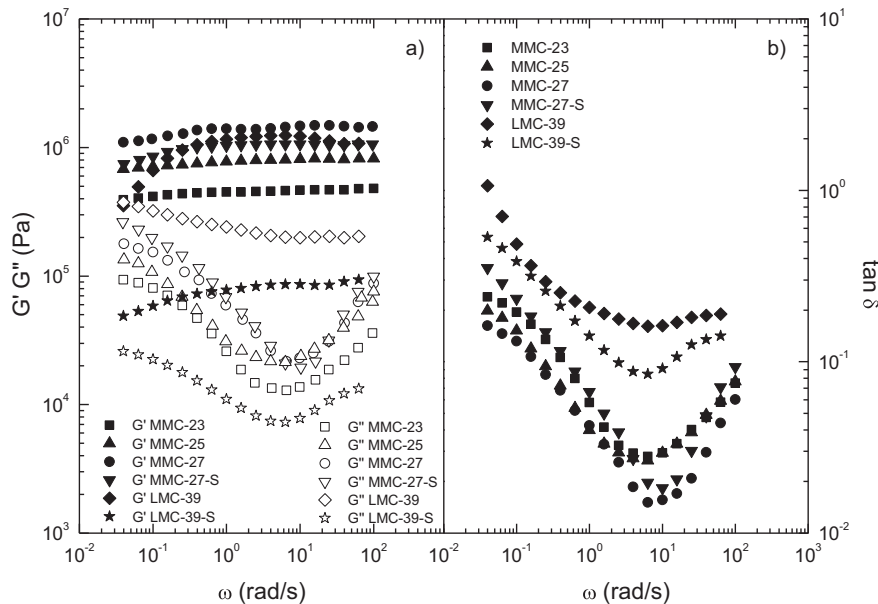 a)
G' G'' (Pa)
10^7
10^6
10^5
10^4
10^3
G' MMC-23
G' MMC-25
G' MMC-27
G' MMC-27-S
G' LMC-39
G' LMC-39-S
G'' MMC-23
G'' MMC-25
G'' MMC-27
G'' MMC-27-S
G'' LMC-39
G'' LMC-39-S
10^-2 10^-1 10^0 10^1 10^2
ω (rad/s)
b)
MMC-23
MMC-25
MMC-27
MMC-27-S
LMC-39
LMC-39-S
10^1
10^0
10^-1
10^-2
tan δ
10^-2 10^-1 10^0 10^1 10^2 10^3
ω (rad/s)